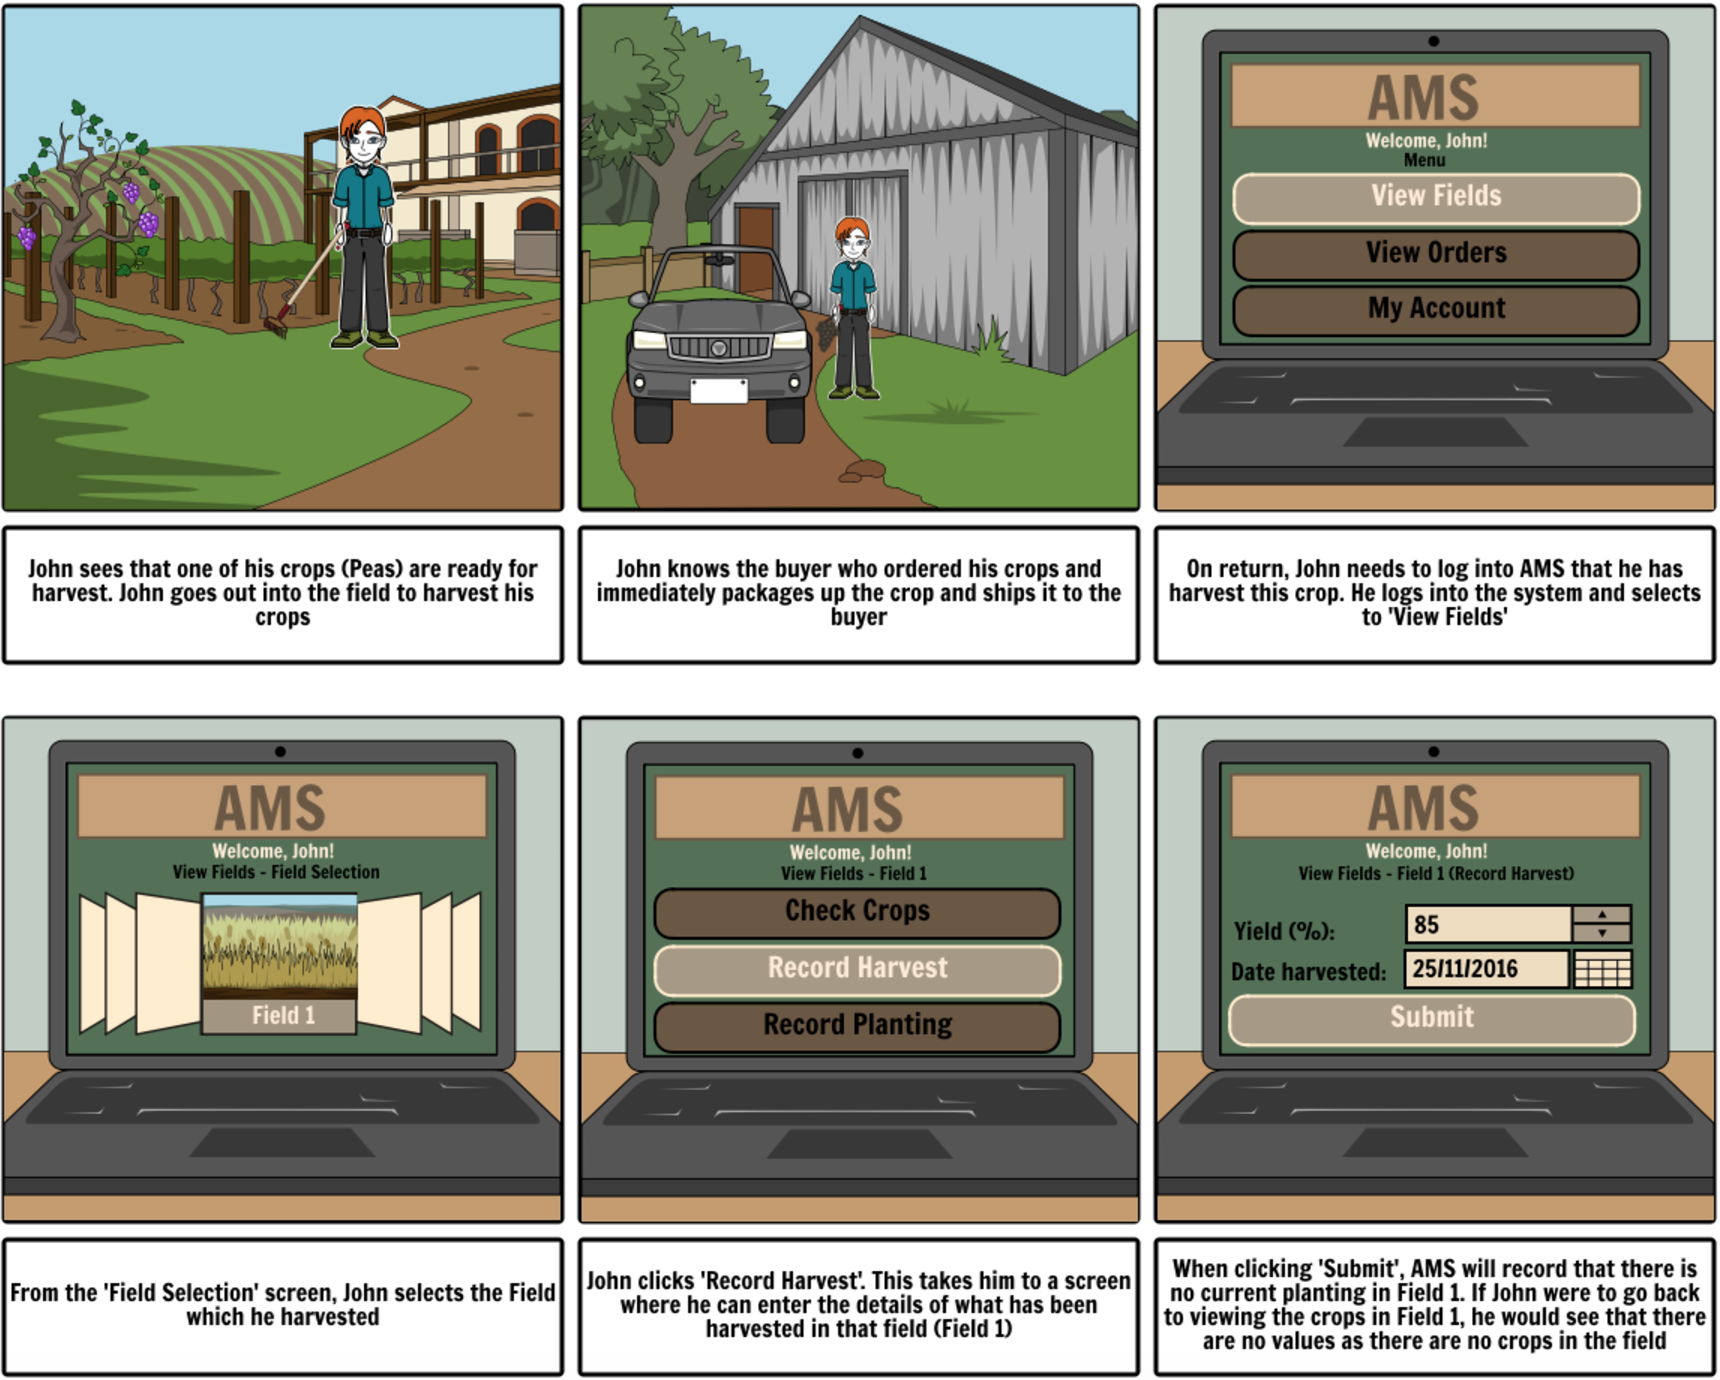 AMS
Welcome, John!
Menu
View Fields
View Orders
My Account
John sees that one of his crops (Peas) are ready for
harvest. John goes out into the field to harvest his
crops
John knows the buyer who ordered his crops and
immediately packages up the crop and ships it to the
buyer
On return, John needs to log into AMS that he has
harvest this crop. He logs into the system and selects
to 'View Fields'
AMS
Welcome, John!
View Fields - Field Selection
Field 1
AMS
Welcome, John!
View Fields - Field 1
Check Crops
Record Harvest
Record Planting
AMS
Welcome, John!
View Fields - Field 1 (Record Harvest)
Yield (%): 85
Date harvested: 25/11/2016
Submit
From the 'Field Selection' screen, John selects the Field
which he harvested
John clicks 'Record Harvest'. This takes him to a screen
where he can enter the details of what has been
harvested in that field (Field 1)
When clicking 'Submit', AMS will record that there is
no current planting in Field 1. If John were to go back
to viewing the crops in Field 1, he would see that there
are no values as there are no crops in the field